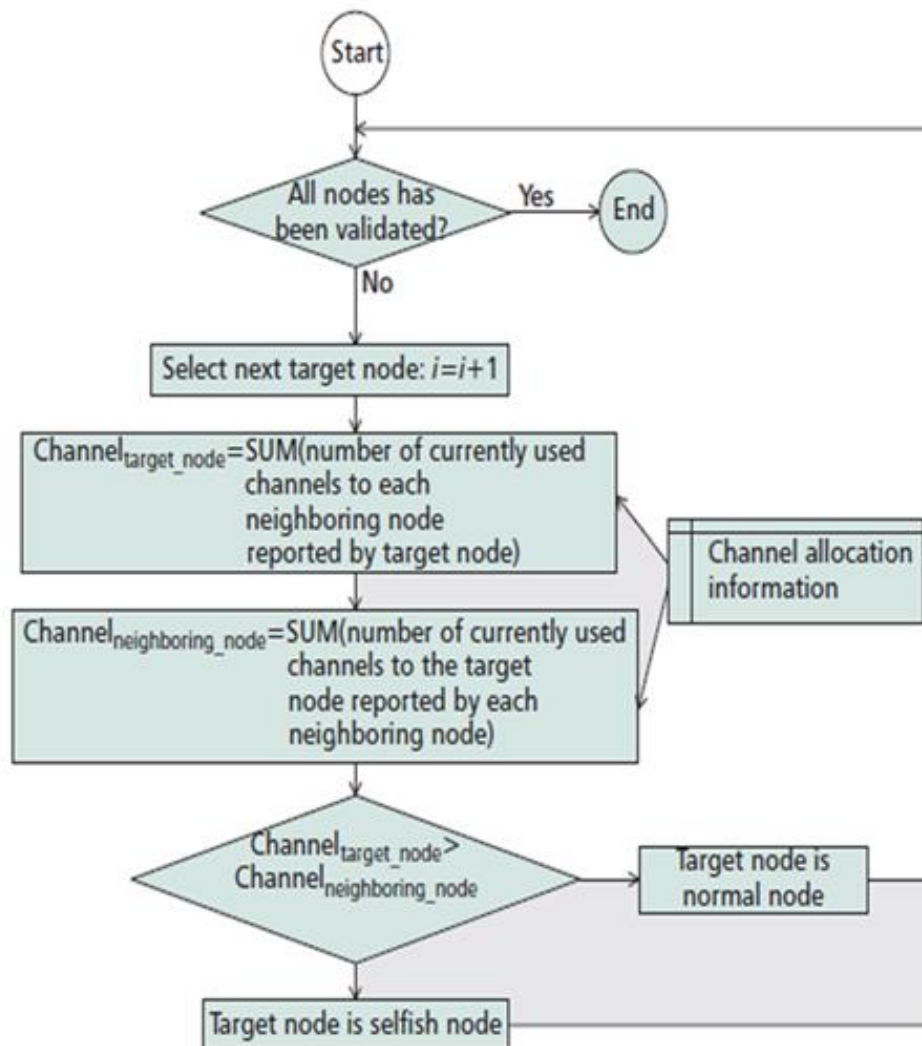 Start
All nodes has
been validated?
Yes
End
No
Select next target node: i=i+1
Channeltarget_node=SUM(number of currently used
channels to each
neighboring node
reported by target node)
Channel allocation
information
Channelneighboring_node=SUM(number of currently used
channels to the target
node reported by each
neighboring node)
Channeltarget_node>
Channelneighboring_node
Target node is
normal node
Target node is selfish node